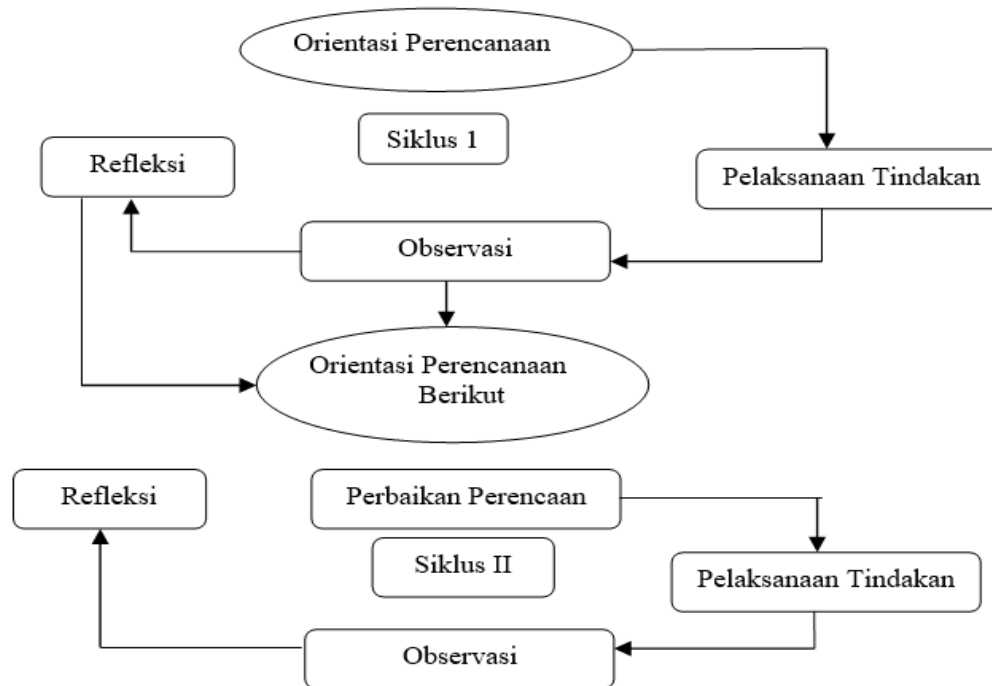 Orientasi Perencanaan
Siklus 1
Refleksi
Pelaksanaan Tindakan
Observasi
Orientasi Perencanaan
Berikut
Refleksi
Perbaikan Perencaan
Siklus II
Pelaksanaan Tindakan
Observasi